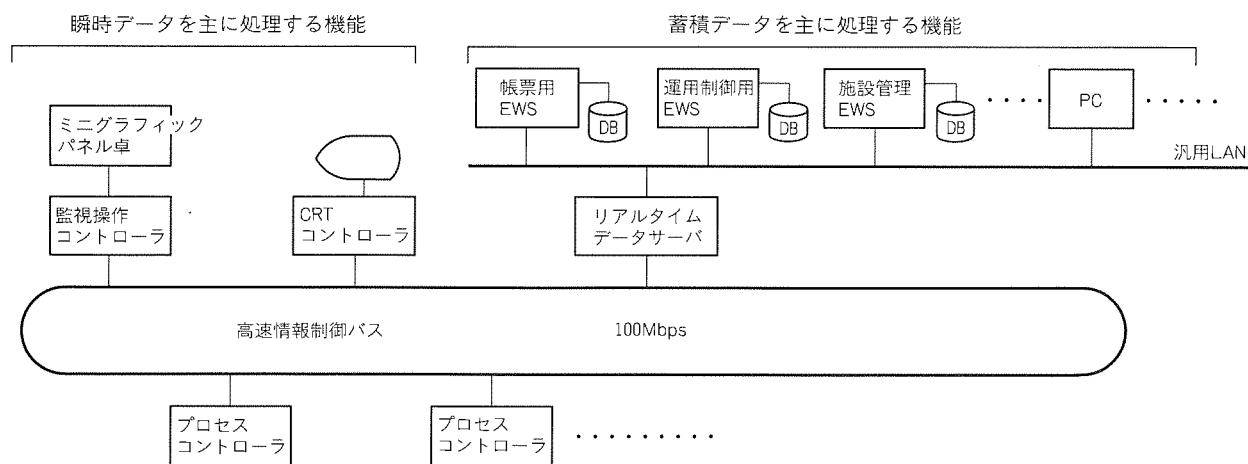 瞬時データを主に処理する機能
蓄積データを主に処理する機能
ミニグラフィック
パネル卓
帳票用
EWS
DB
運用制御用
EWS
DB
施設管理
EWS
DB
・・・・
PC
・・・・・
汎用LAN
監視操作
コントローラ
CRT
コントローラ
リアルタイム
データサーバ
高速情報制御バス
100Mbps
プロセス
コントローラ
プロセス
コントローラ
・・・・・・・・・